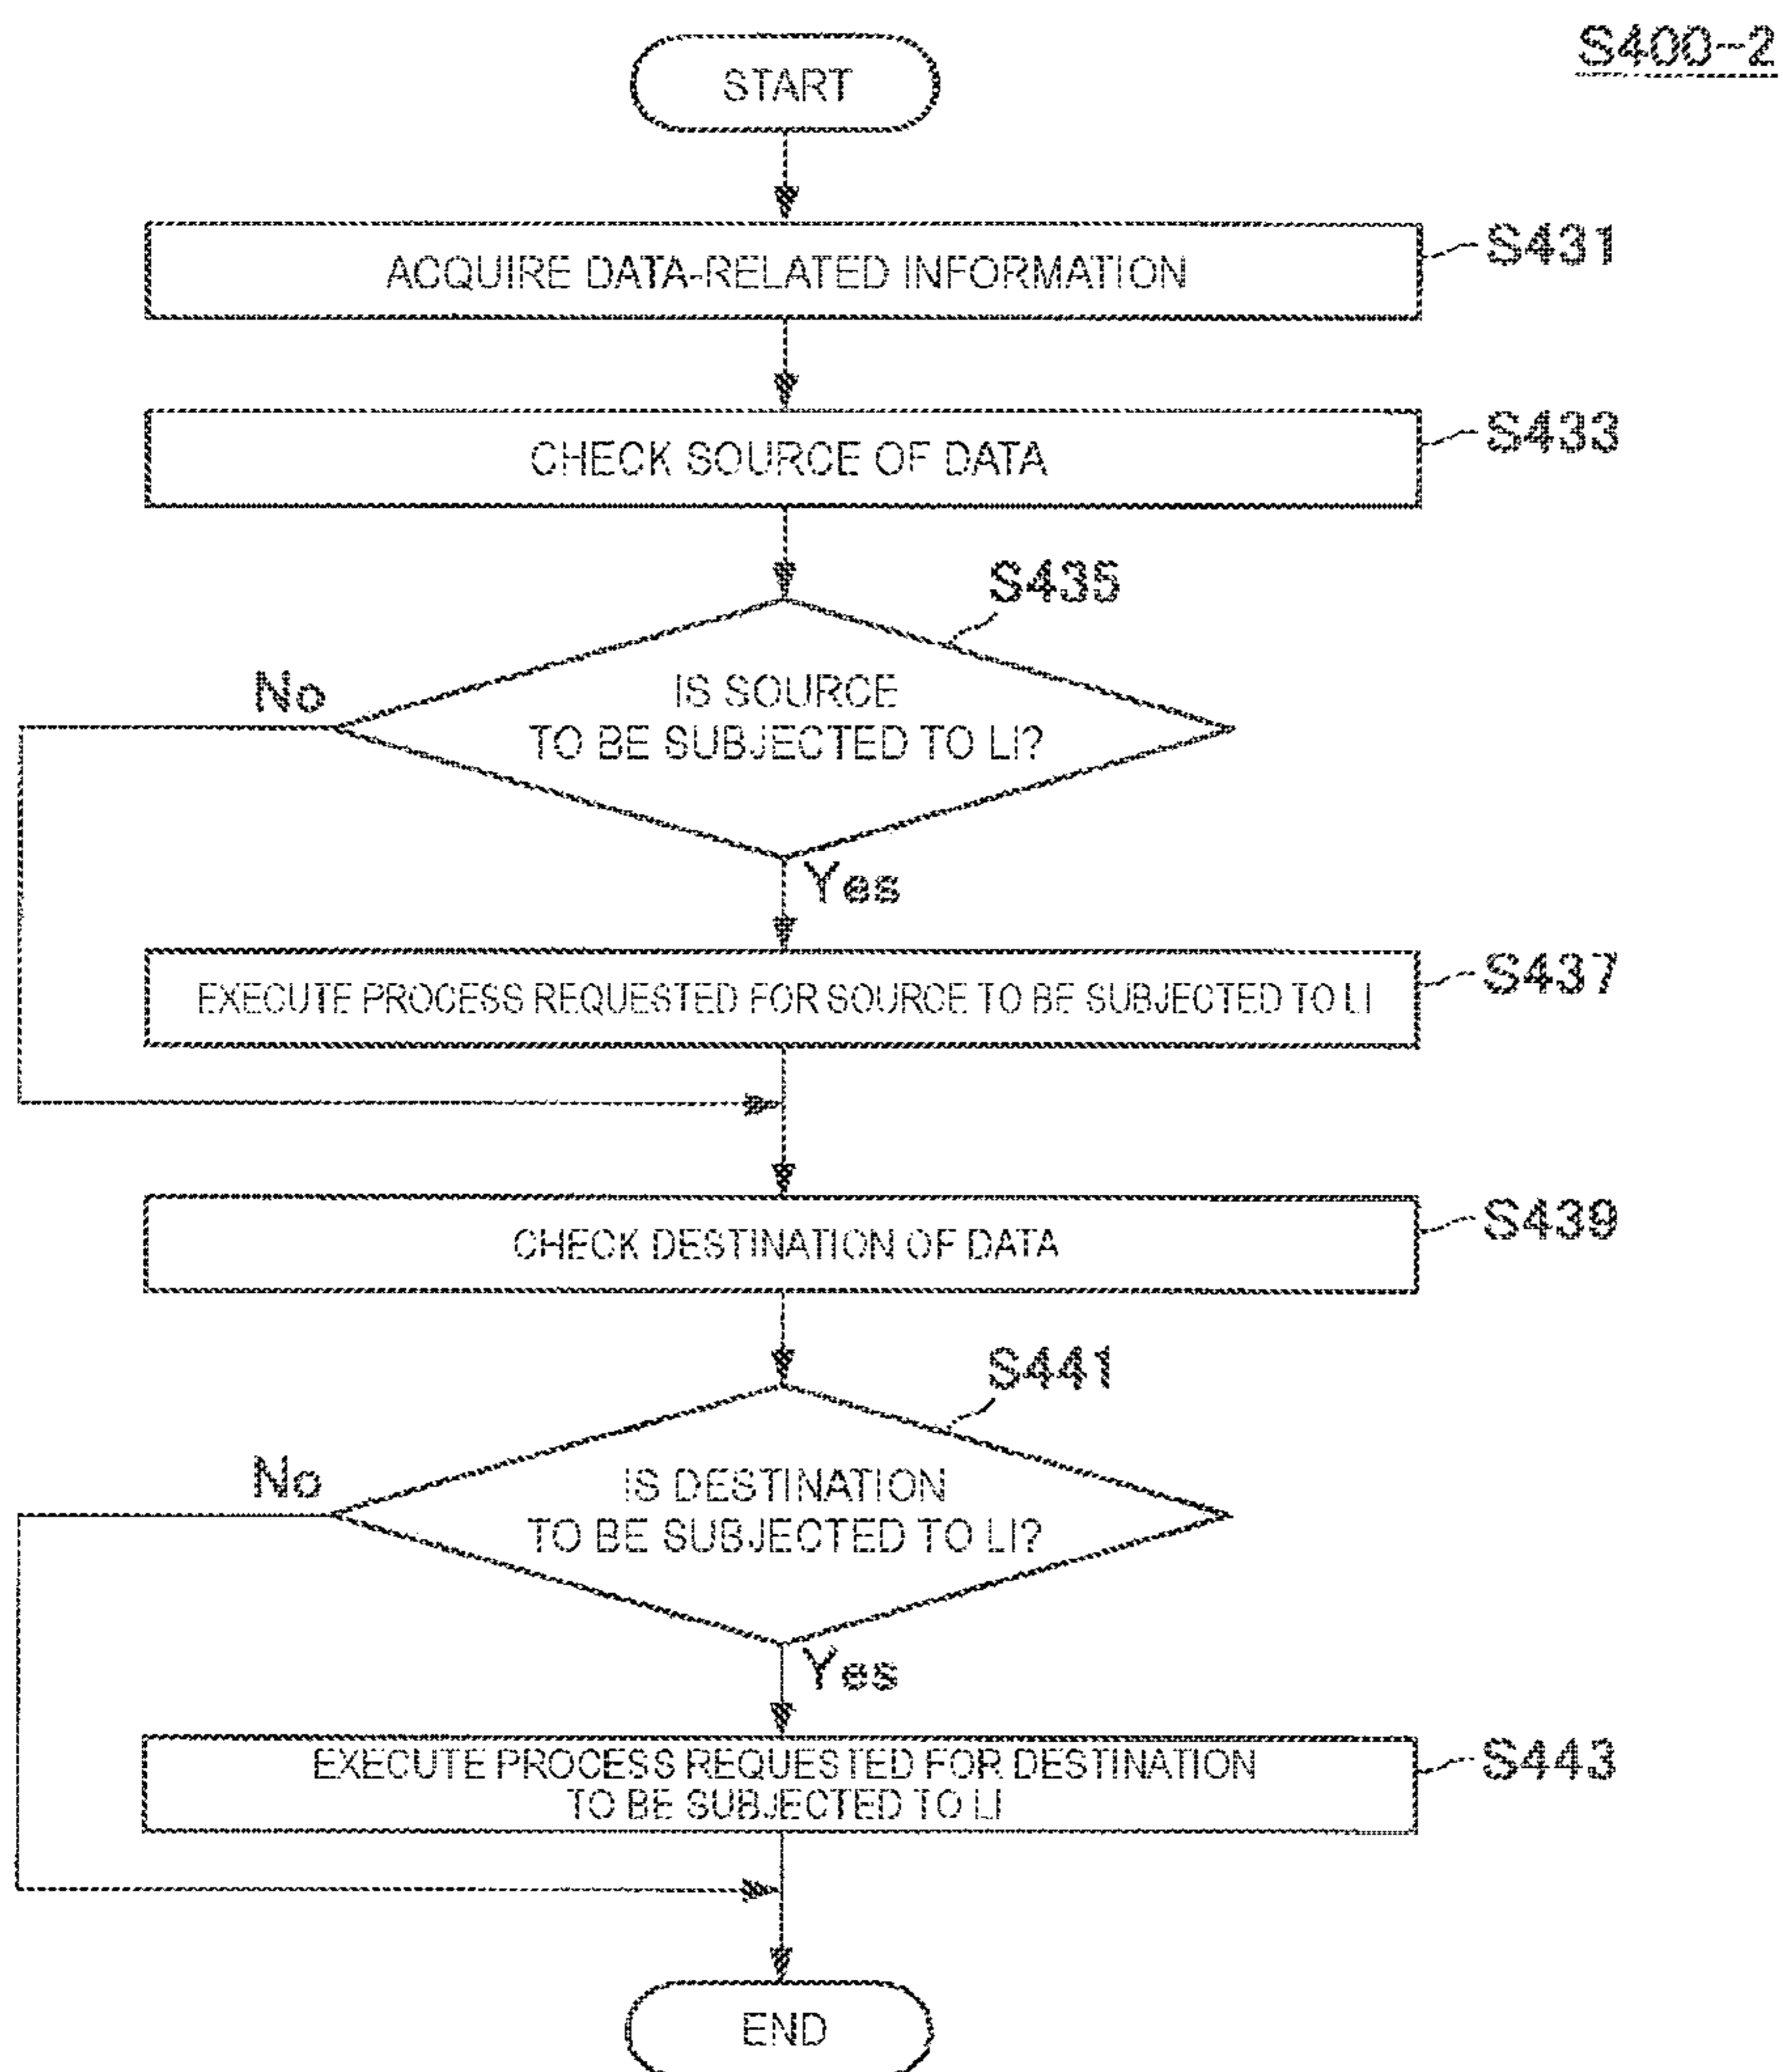 S400-2
START
ACQUIRE DATA-RELATED INFORMATION
S431
CHECK SOURCE OF DATA
S433
S435
No
IS SOURCE
TO BE SUBJECTED TO LI?
Yes
EXECUTE PROCESS REQUESTED FOR SOURCE TO BE SUBJECTED TO LI
S437
CHECK DESTINATION OF DATA
S439
S441
No
IS DESTINATION
TO BE SUBJECTED TO LI?
Yes
EXECUTE PROCESS REQUESTED FOR DESTINATION
TO BE SUBJECTED TO LI
S443
END